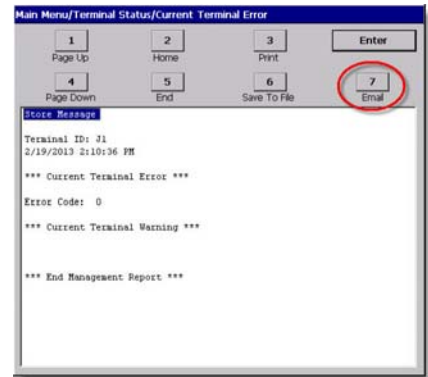 Main Menu/Terminal Status/Current Terminal Error
1 2 3 Enter
Page Up Home Print
4 5 6 7
Page Down End Save To File Email
Store Message
Terminal ID: J1
2/19/2013 2:10:36 PM
*** Current Terminal Error ***
Error Code: 0
*** Current Terminal Warning ***
*** End Management Report ***